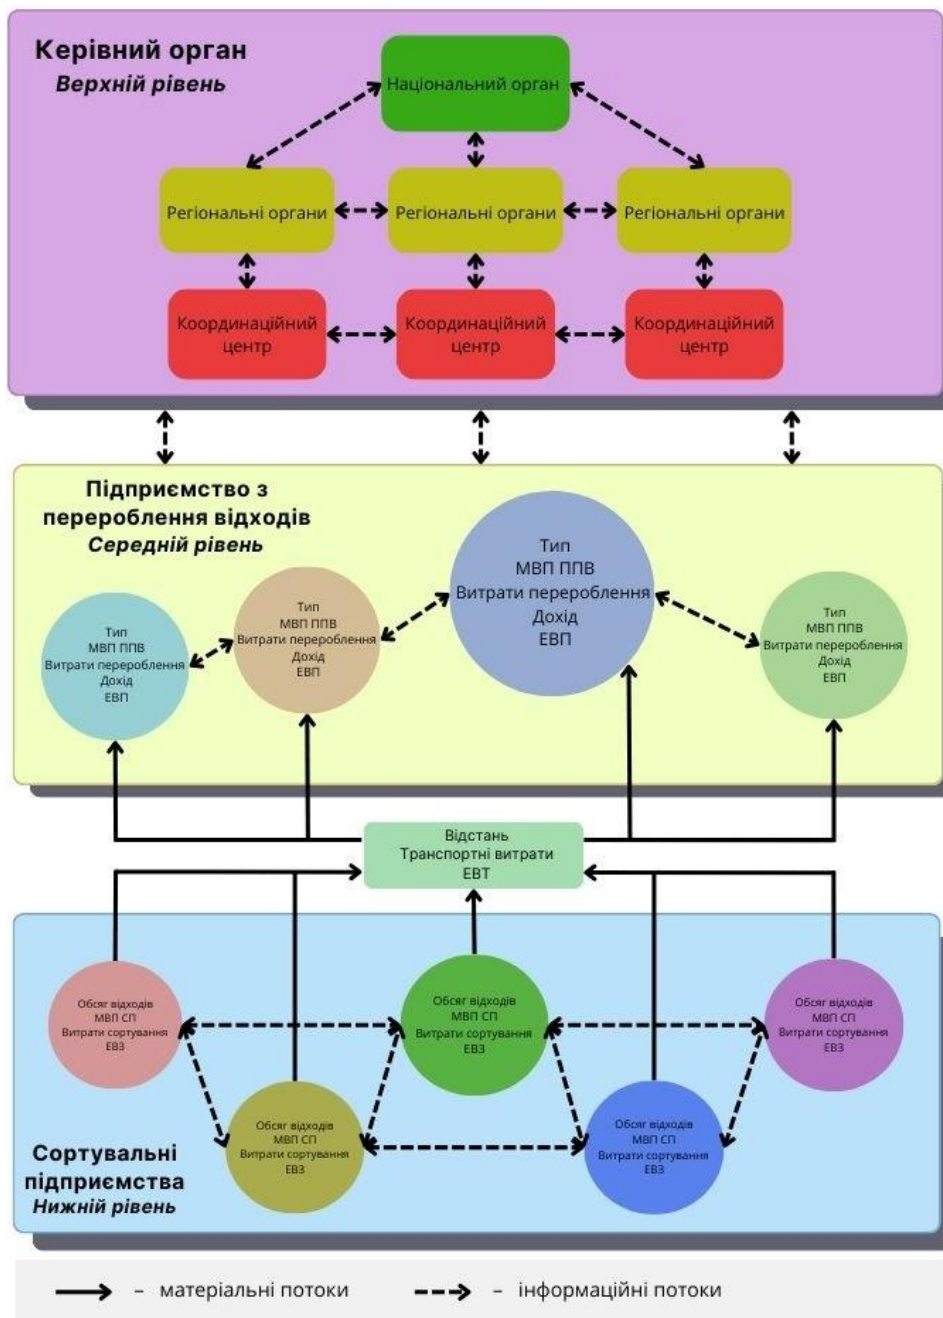 Керівний орган
Верхній рівень
Національний орган
Регіональні органи
Регіональні органи
Регіональні органи
Координаційний
центр
Координаційний
центр
Координаційний
центр
Підприємство з
перероблення відходів
Середній рівень
Тип
МВП ППВ
Витрати перероблення
Дохід
ЕВП
Тип
МВП ППВ
Витрати перероблення
Дохід
ЕВП
Тип
МВП ППВ
Витрати перероблення
Дохід
ЕВП
Тип
МВП ППВ
Витрати перероблення
Дохід
ЕВП
Відстань
Транспортні витрати
ЕВТ
Обсяг відходів
МВП СП
Витрати сортування
ЕВЗ
Обсяг відходів
МВП СП
Витрати сортування
ЕВЗ
Обсяг відходів
МВП СП
Витрати сортування
ЕВЗ
Обсяг відходів
МВП СП
Витрати сортування
ЕВЗ
Обсяг відходів
МВП СП
Витрати сортування
ЕВЗ
Сортувальні
підприємства
Нижній рівень
– матеріальні потоки
– інформаційні потоки